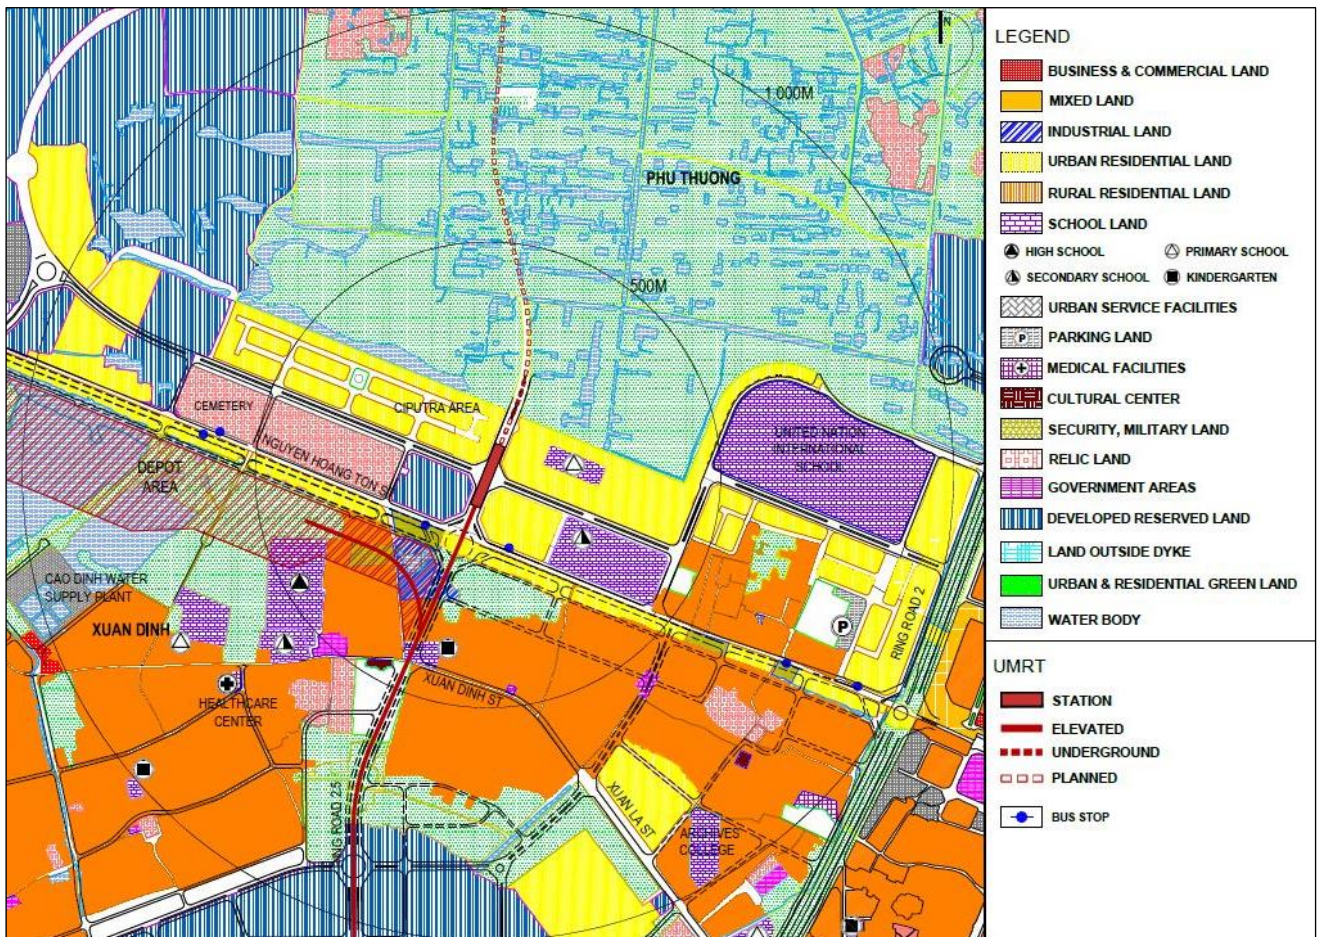 N
1 000M
PHU THUONG
500M
CEMETERY
CIPUTRA AREA
NGUYEN HOANG TON S
UNITED NATION
INTERNATIONAL
SCHOOL
DEPOT
AREA
CAO DINH WATER
SUPPLY PLANT
XUAN DINH
P
RING ROAD 2
HEALTHCARE
CENTER
XUAN DINH ST
XUAN LA ST
ARCHIVES
COLLEGE
ING ROAD 2.5
LEGEND
BUSINESS & COMMERCIAL LAND
MIXED LAND
INDUSTRIAL LAND
URBAN RESIDENTIAL LAND
RURAL RESIDENTIAL LAND
SCHOOL LAND
HIGH SCHOOL
PRIMARY SCHOOL
SECONDARY SCHOOL
KINDERGARTEN
URBAN SERVICE FACILITIES
P PARKING LAND
MEDICAL FACILITIES
CULTURAL CENTER
SECURITY, MILITARY LAND
RELIC LAND
GOVERNMENT AREAS
DEVELOPED RESERVED LAND
LAND OUTSIDE DYKE
URBAN & RESIDENTIAL GREEN LAND
WATER BODY
UMRT
STATION
ELEVATED
UNDERGROUND
PLANNED
BUS STOP